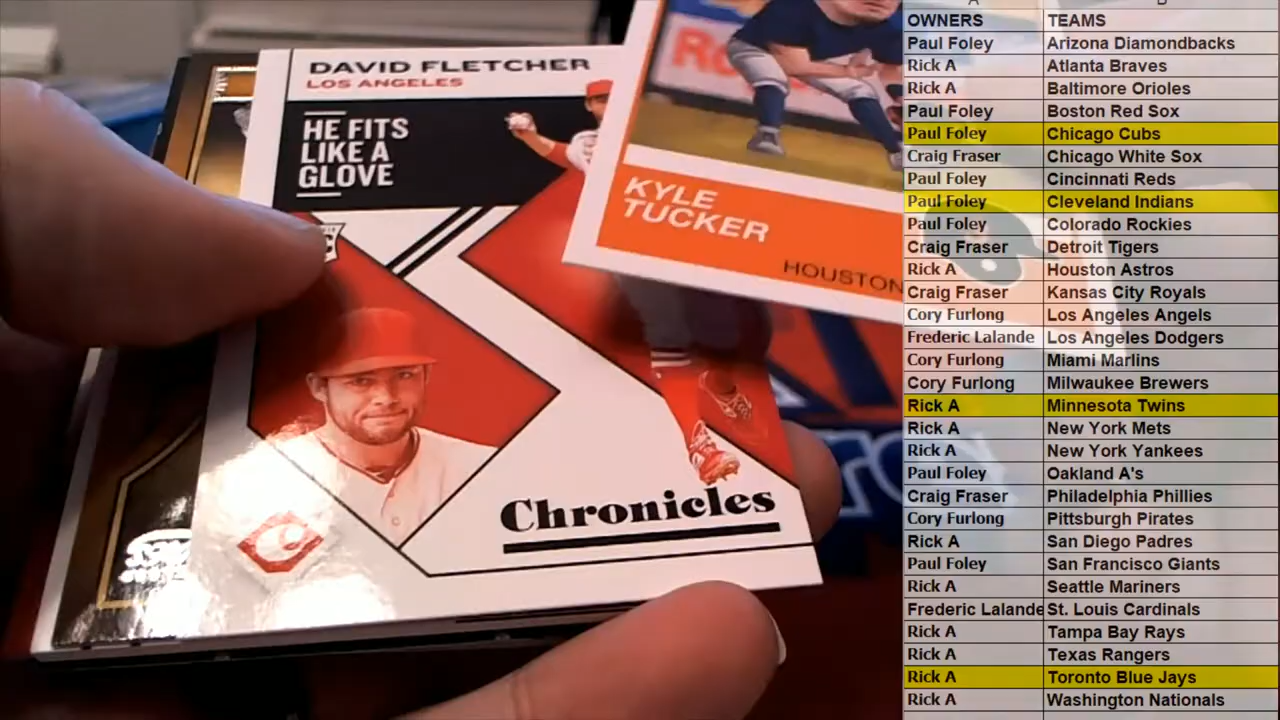 DAVID FLETCHER
LOS ANGELES
HE FITS
LIKE A
GLOVE
KYLE
TUCKER
HOUSTON
Chronicles
OWNERS TEAMS
Paul Foley Arizona Diamondbacks
Rick A Atlanta Braves
Rick A Baltimore Orioles
Paul Foley Boston Red Sox
Paul Foley Chicago Cubs
Craig Fraser Chicago White Sox
Paul Foley Cincinnati Reds
Paul Foley Cleveland Indians
Paul Foley Colorado Rockies
Craig Fraser Detroit Tigers
Rick A Houston Astros
Craig Fraser Kansas City Royals
Cory Furlong Los Angeles Angels
Frederic Lalande Los Angeles Dodgers
Cory Furlong Miami Marlins
Cory Furlong Milwaukee Brewers
Rick A Minnesota Twins
Rick A New York Mets
Rick A New York Yankees
Paul Foley Oakland A's
Craig Fraser Philadelphia Phillies
Cory Furlong Pittsburgh Pirates
Rick A San Diego Padres
Paul Foley San Francisco Giants
Rick A Seattle Mariners
Frederic Lalande St. Louis Cardinals
Rick A Tampa Bay Rays
Rick A Texas Rangers
Rick A Toronto Blue Jays
Rick A Washington Nationals